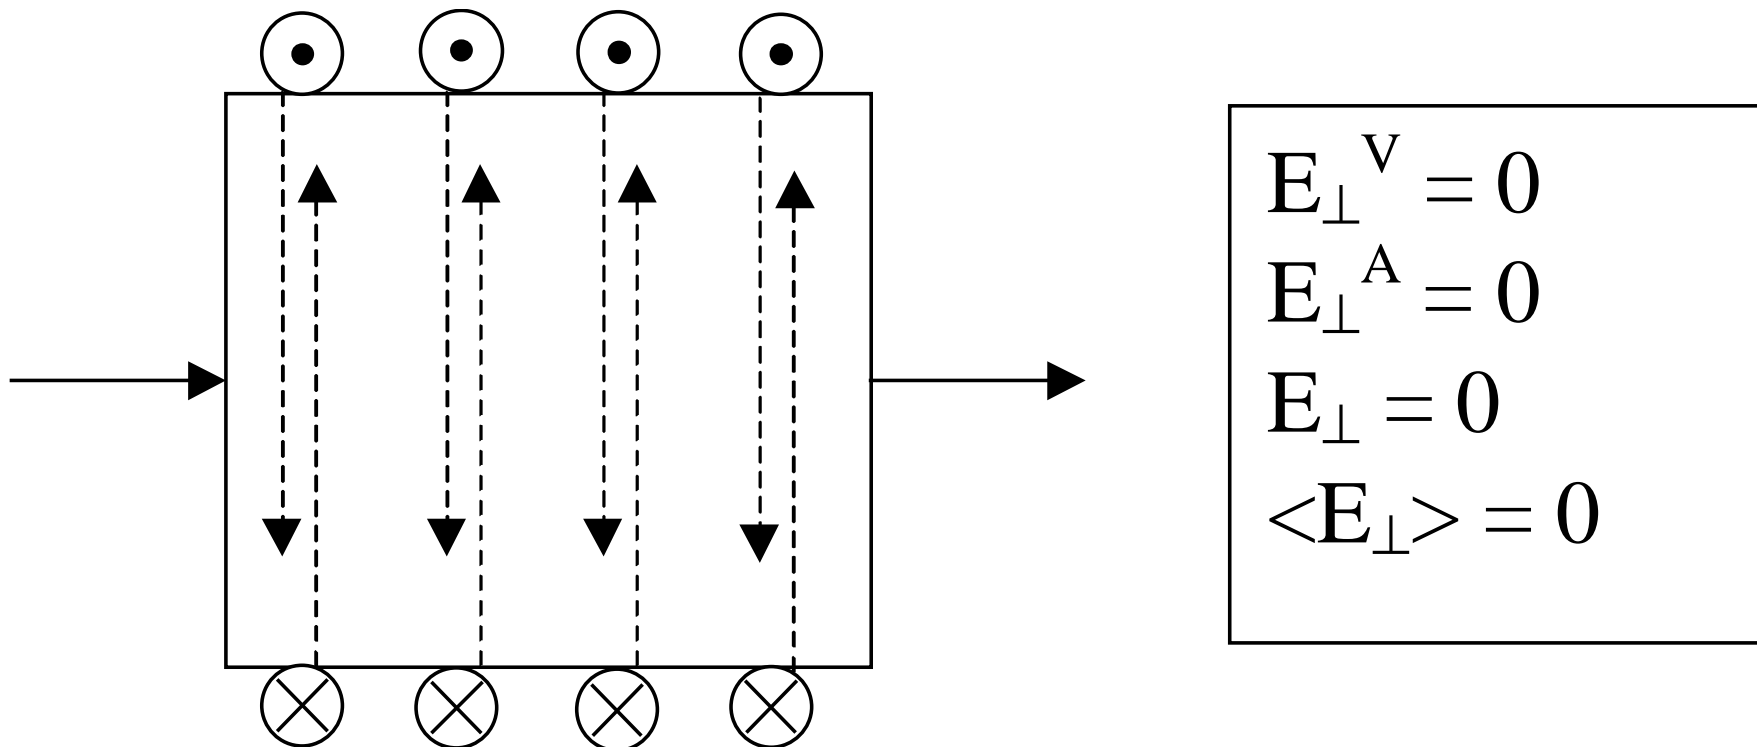 E⊥^V = 0
E⊥^A = 0
E⊥ = 0
<E⊥> = 0